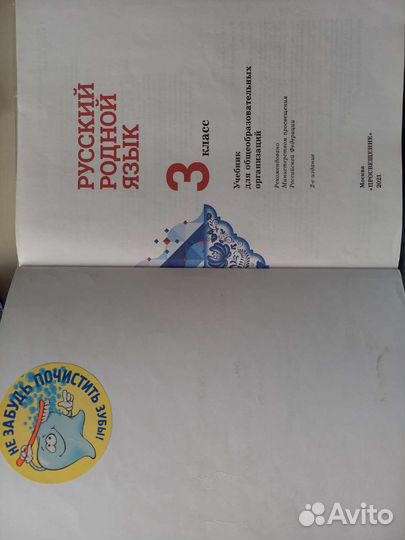 РУССКИЙ
РОДНОЙ
ЯЗЫК
3 класс
Учебник
для общеобразовательных
организаций
Рекомендовано
Министерством просвещения
Российской Федерации
2-е издание
Москва
«ПРОСВЕЩЕНИЕ»
2021
НЕ ЗАБУДЬ ПОЧИСТИТЬ ЗУБЫ!
Avito